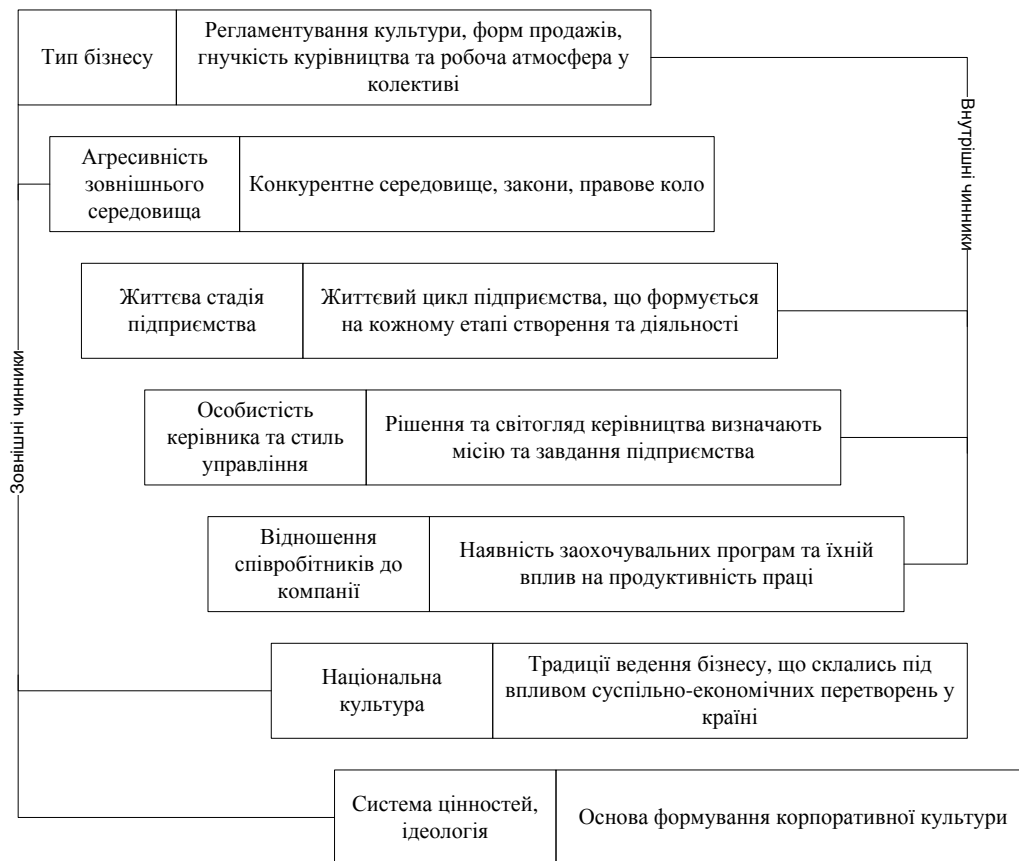 Тип бізнесу
Регламентування культури, форм продажів,
гнучкість курівництва та робоча атмосфера у
колективі
Агресивність
зовнішнього
середовища
Конкурентне середовище, закони, правове коло
Життєва стадія
підприємства
Життєвий цикл підприємства, що формується
на кожному етапі створення та діяльності
Особистість
керівника та стиль
управління
Рішення та світогляд керівництва визначають
місію та завдання підприємства
Відношення
співробітників до
компанії
Наявність заохочувальних програм та їхній
вплив на продуктивність праці
Національна
культура
Традиції ведення бізнесу, що склались під
впливом суспільно-економічних перетворень у
країні
Система цінностей,
ідеологія
Основа формування корпоративної культури
Зовнішні чинники
Внутрішні чинники